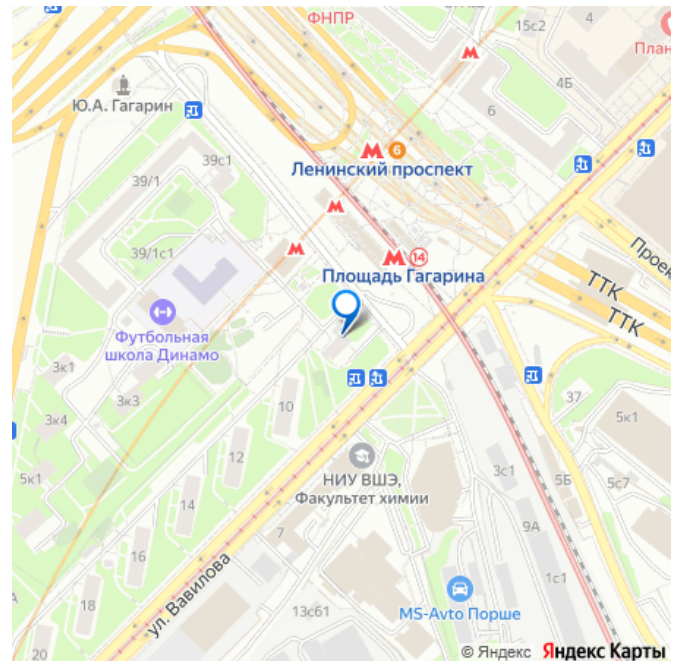 ФНПР
15с2
4
План
4Б
6
Ю.А. Гагарин
39с1
39/1
6
Ленинский проспект
14
Площадь Гагарина
Проек
ТТК
ТТК
39/1с1
Футбольная
школа Динамо
3к1
3к3
3к4
5к1
10
12
14
16
18
20
37
5к1
НИУ ВШЭ,
Факультет химии
3с1
5Б
5с7
7
9А
1с1
ул. Вавилова
13с61
MS-Avto Порше
© Яндекс Яндекс Карты